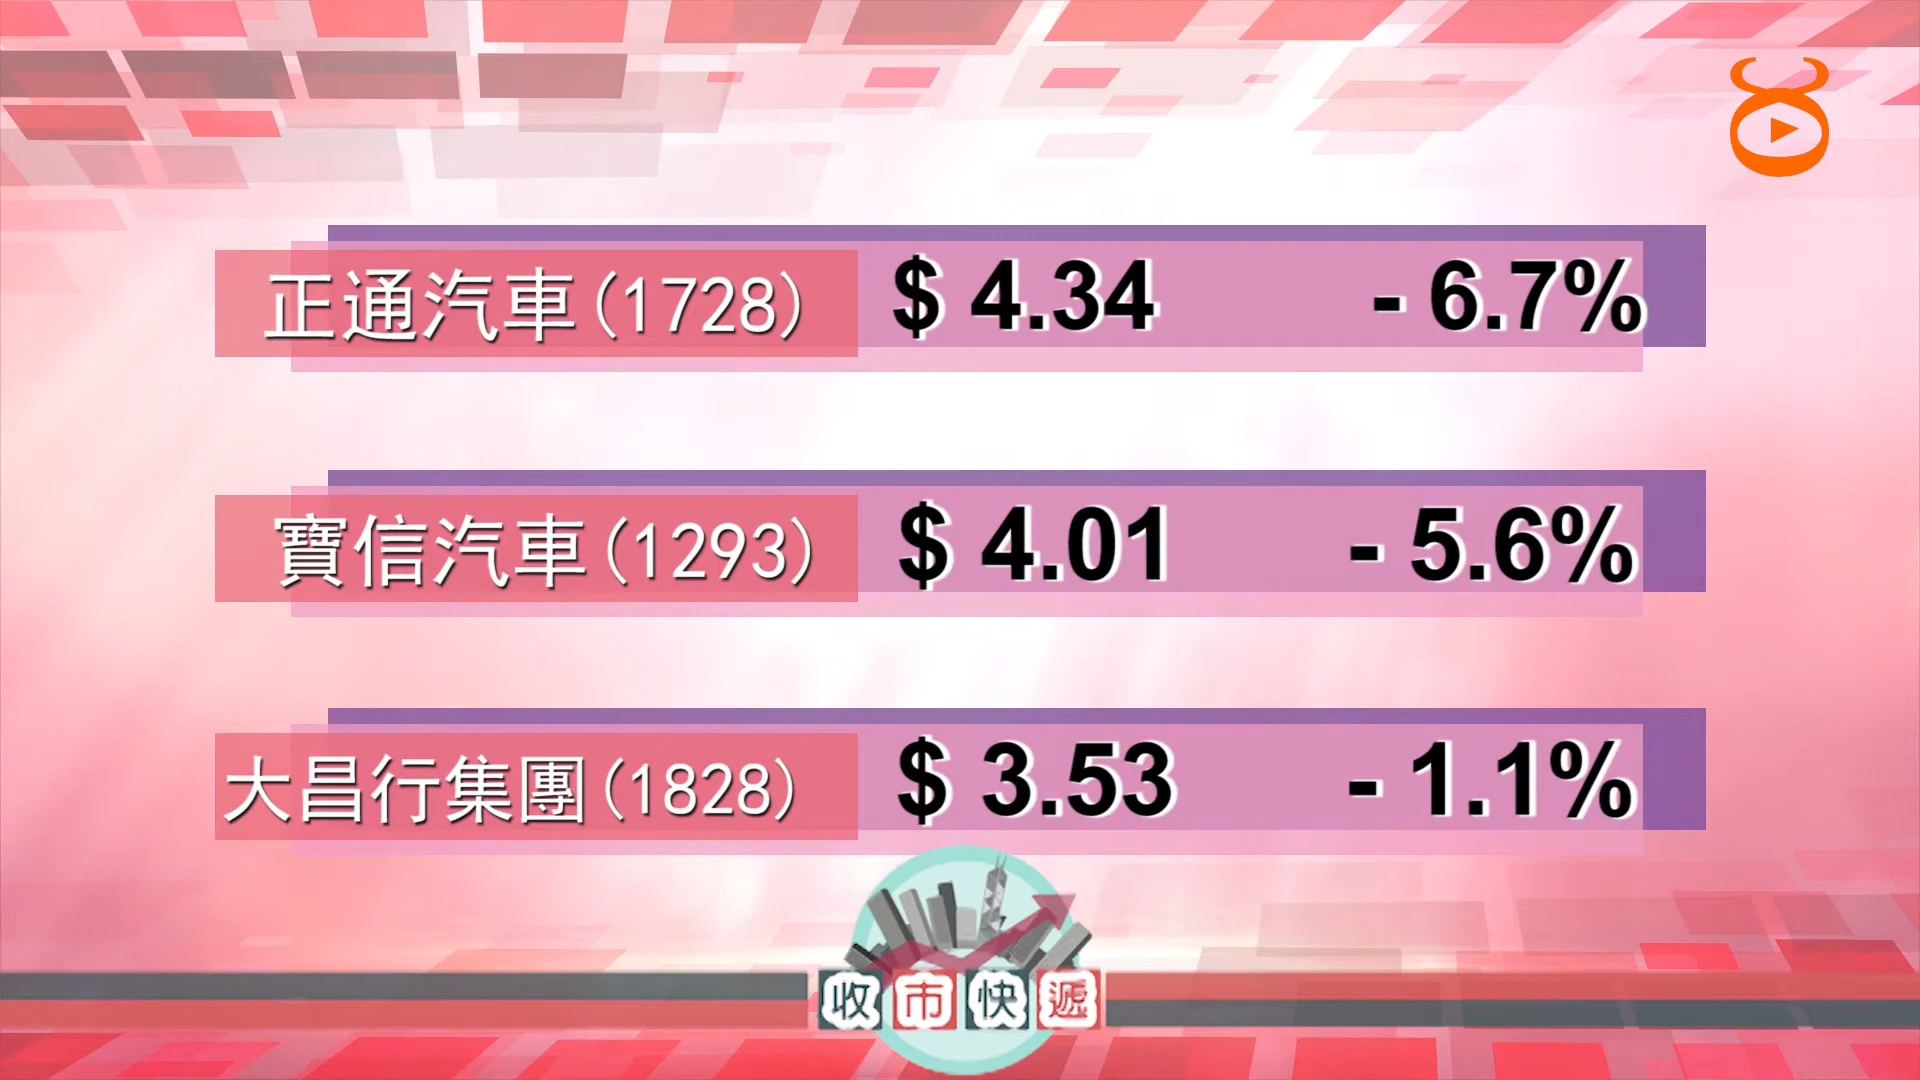 正通汽車(1728) $ 4.34 - 6.7%
寶信汽車(1293) $ 4.01 - 5.6%
大昌行集團(1828) $ 3.53 - 1.1%
收市快遞